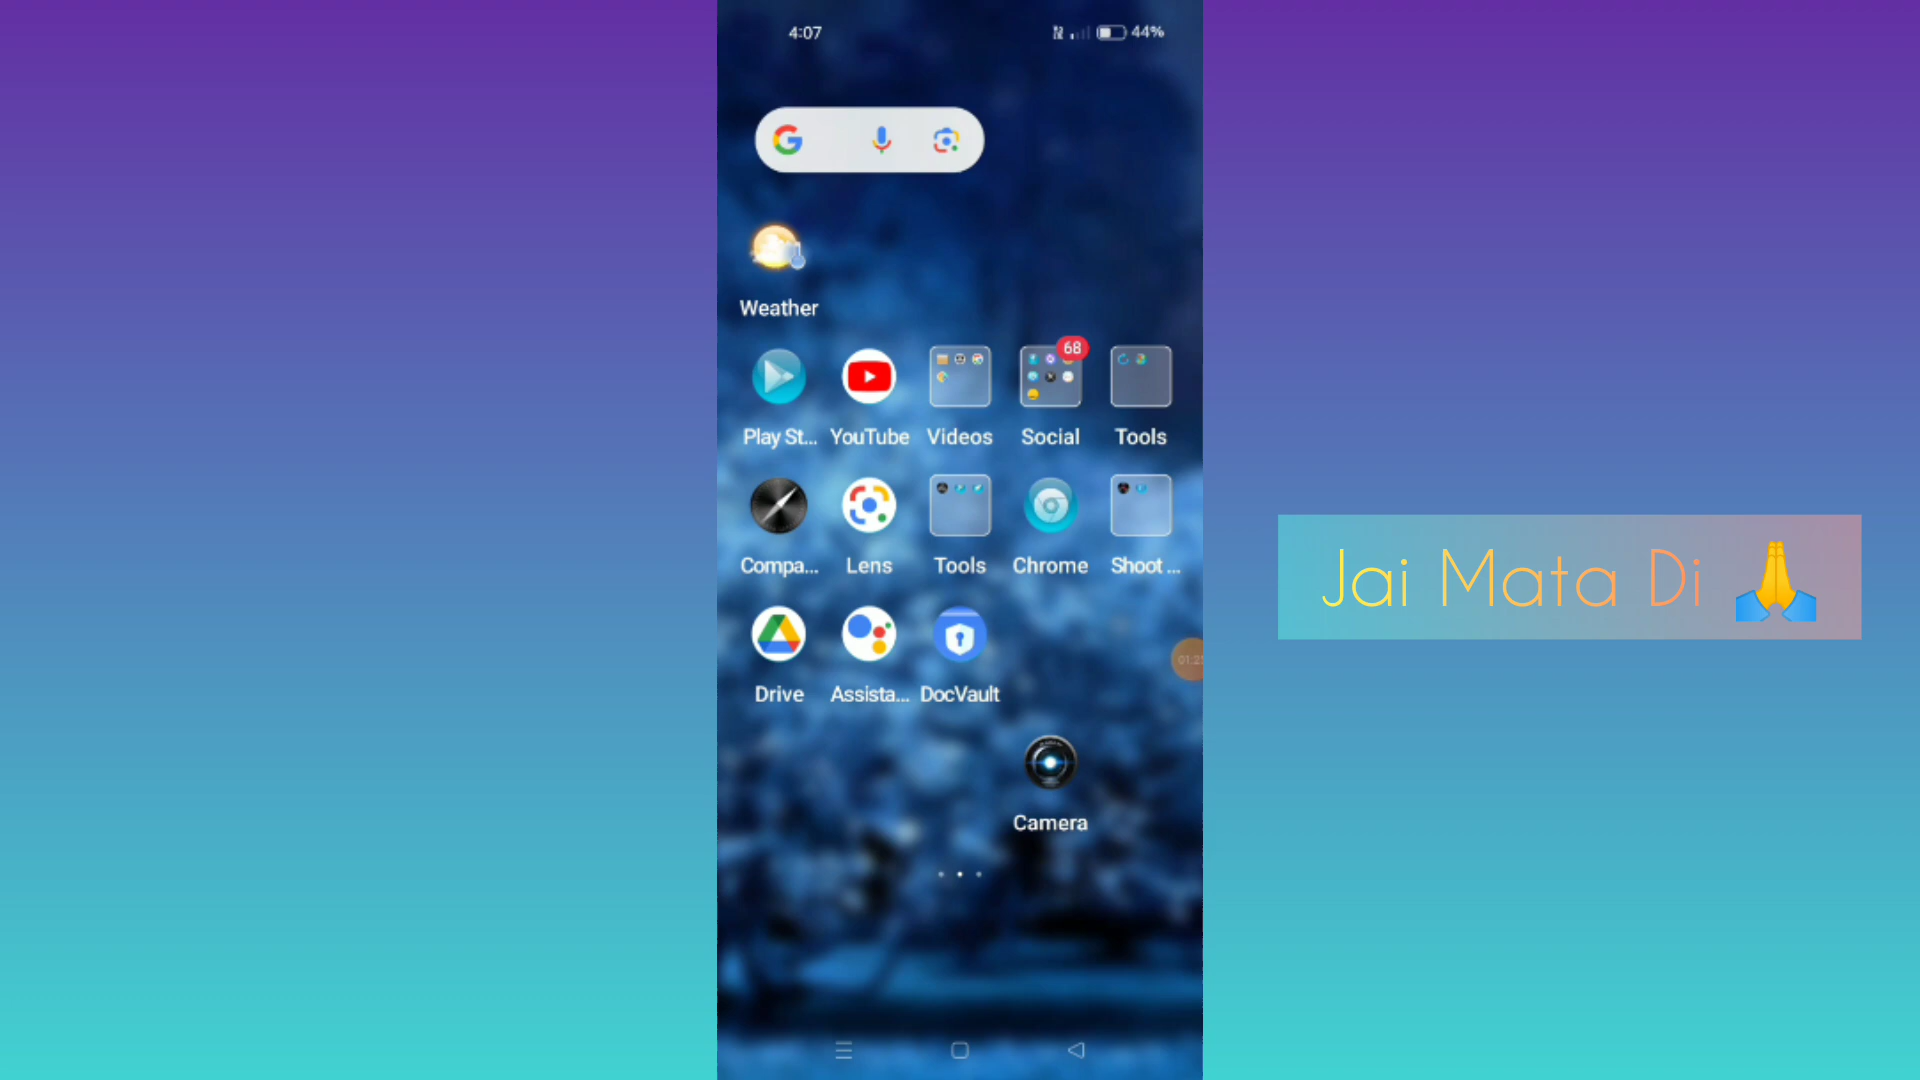 4:07
44%
Weather
68
Play St... YouTube Videos Social Tools
Compa... Lens Tools Chrome Shoot ...
Drive Assista... DocVault
Camera
Jai Mata Di 🙏